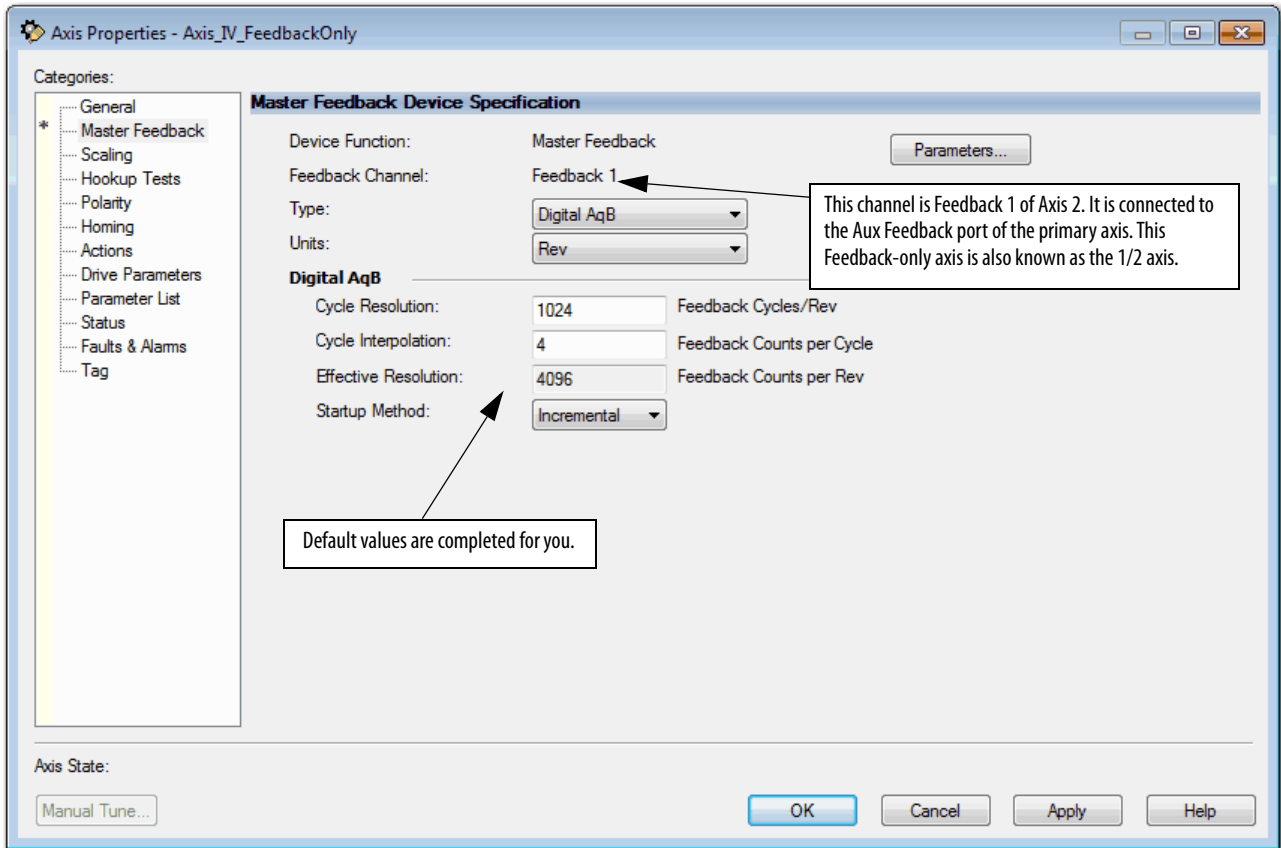 Axis Properties - Axis_IV_FeedbackOnly
Categories:
General
* Master Feedback
Scaling
Hookup Tests
Polarity
Homing
Actions
Drive Parameters
Parameter List
Status
Faults & Alarms
Tag
Master Feedback Device Specification
Device Function: Master Feedback Parameters...
Feedback Channel: Feedback 1
Type: Digital AqB
Units: Rev
This channel is Feedback 1 of Axis 2. It is connected to
the Aux Feedback port of the primary axis. This
Feedback-only axis is also known as the 1/2 axis.
Digital AqB
Cycle Resolution: 1024 Feedback Cycles/Rev
Cycle Interpolation: 4 Feedback Counts per Cycle
Effective Resolution: 4096 Feedback Counts per Rev
Startup Method: Incremental
Default values are completed for you.
Axis State:
Manual Tune... OK Cancel Apply Help